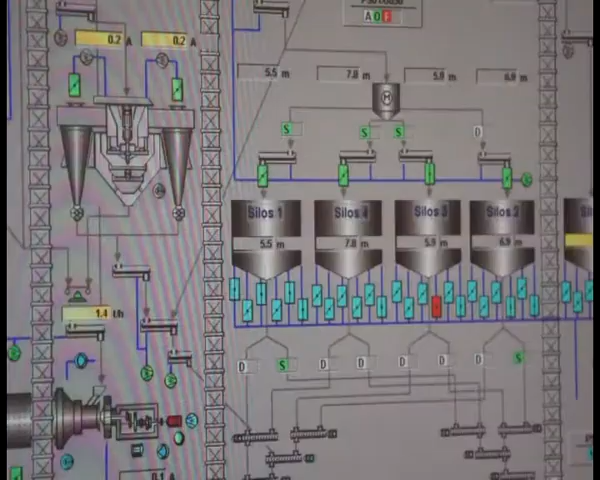 A O F
0.2 A
0.2 A
5.5 m
7.8 m
5.9 m
6.9 m
M
S
S
S
D
Silos 1
Silos 4
Silos 3
Silos 2
5.5 m
7.8 m
5.9 m
6.9 m
1.4 t/h
D
S
D
D
D
D
D
S